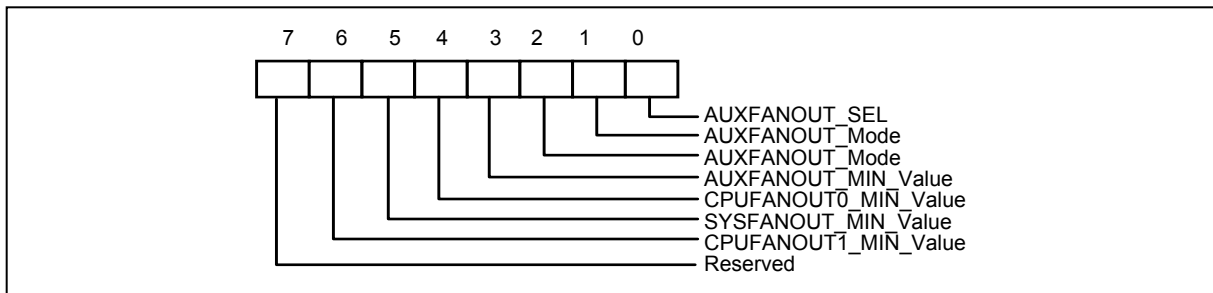 7 6 5 4 3 2 1 0
AUXFANOUT_SEL
AUXFANOUT_Mode
AUXFANOUT_Mode
AUXFANOUT_MIN_Value
CPUFANOUT0_MIN_Value
SYSFANOUT_MIN_Value
CPUFANOUT1_MIN_Value
Reserved